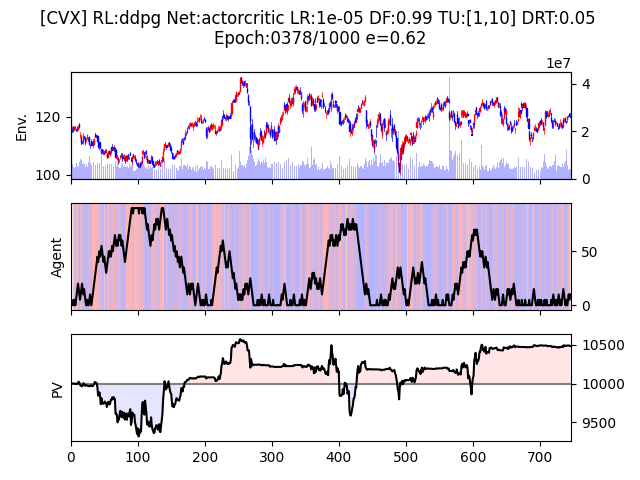 [CVX] RL:ddpg Net:actorcritic LR:1e-05 DF:0.99 TU:[1,10] DRT:0.05
Epoch:0378/1000 e=0.62
1e7
Env.
120
100
4
2
0
Agent
50
0
PV
10500
10000
9500
0 100 200 300 400 500 600 700